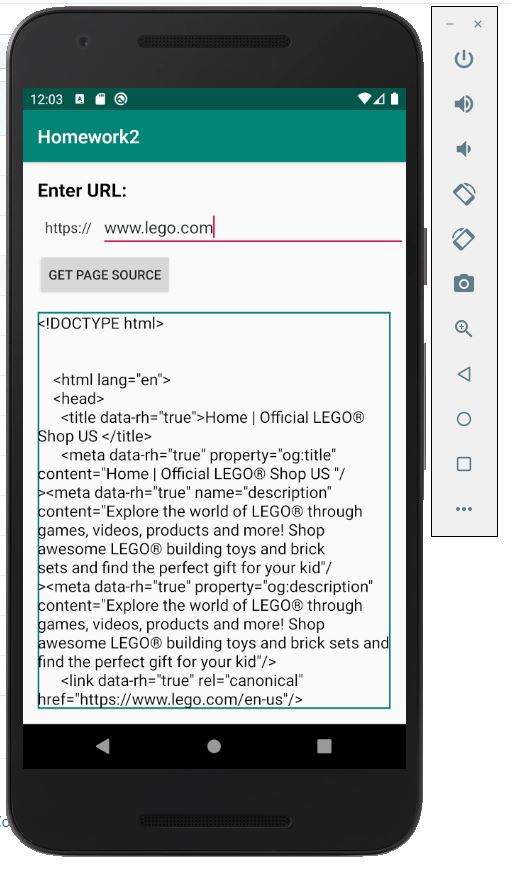 12:03
Homework2
Enter URL:
https:// www.lego.com
GET PAGE SOURCE
<!DOCTYPE html>
<html lang="en">
<head>
<title data-rh="true">Home | Official LEGO®
Shop US </title>
<meta data-rh="true" property="og:title"
content="Home | Official LEGO® Shop US "/
><meta data-rh="true" name="description"
content="Explore the world of LEGO® through
games, videos, products and more! Shop
awesome LEGO® building toys and brick
sets and find the perfect gift for your kid"/
><meta data-rh="true" property="og:description"
content="Explore the world of LEGO® through
games, videos, products and more! Shop
awesome LEGO® building toys and brick sets and
find the perfect gift for your kid"/>
<link data-rh="true" rel="canonical"
href="https://www.lego.com/en-us"/>